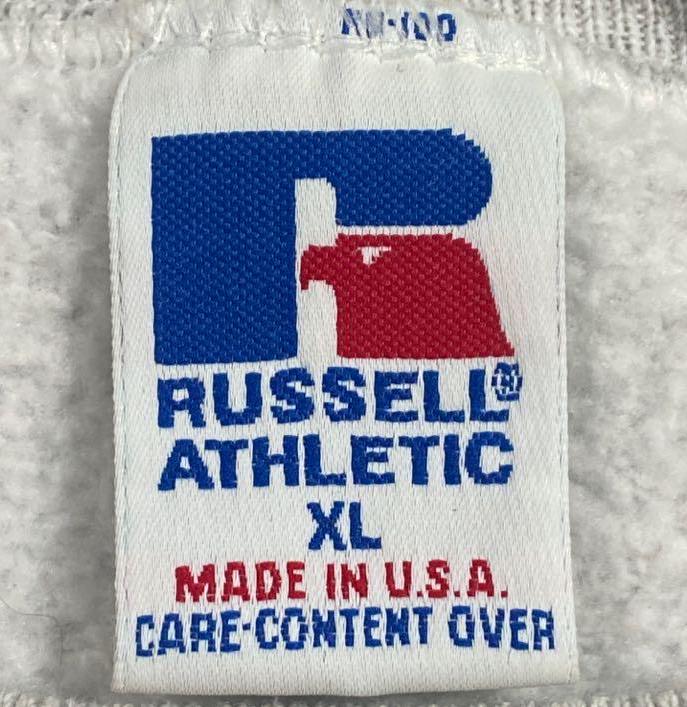 RUSSELL®
ATHLETIC
XL
MADE IN U.S.A.
CARE-CONTENT OVER